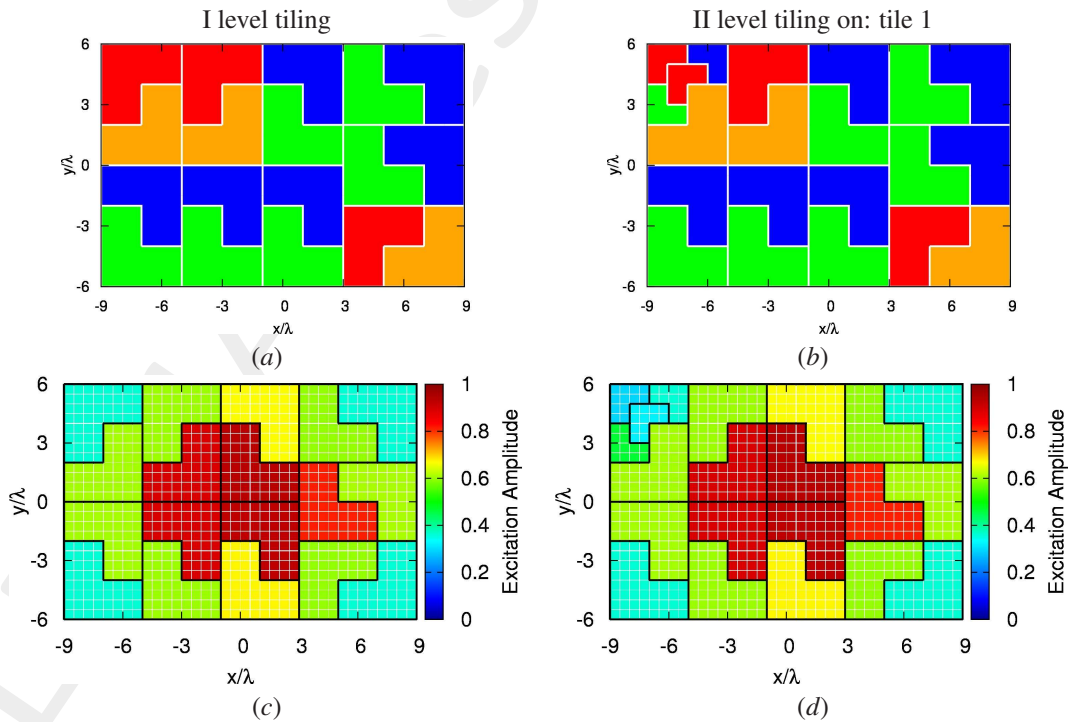 I level tiling
II level tiling on: tile 1
6
3
0
-3
-6
y/λ
-9 -6 -3 0 3 6 9
x/λ
(a)
6
3
0
-3
-6
y/λ
-9 -6 -3 0 3 6 9
x/λ
(b)
6
3
0
-3
-6
y/λ
-9 -6 -3 0 3 6 9
x/λ
1
0.8
0.6
0.4
0.2
0
Excitation Amplitude
(c)
6
3
0
-3
-6
y/λ
-9 -6 -3 0 3 6 9
x/λ
1
0.8
0.6
0.4
0.2
0
Excitation Amplitude
(d)